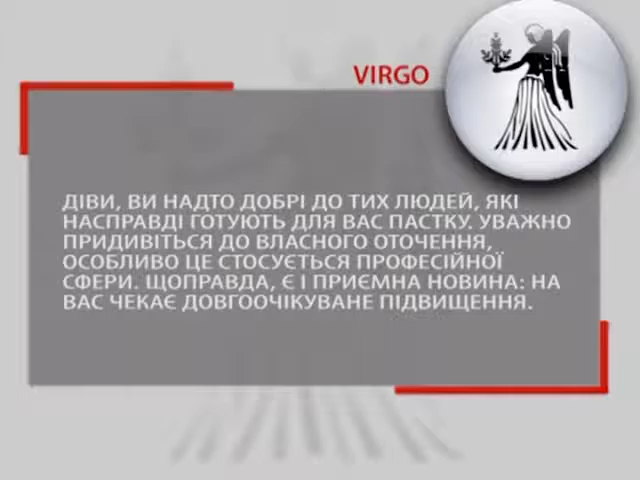 VIRGO
ДІВИ, ВИ НАДТО ДОБРІ ДО ТИХ ЛЮДЕЙ, ЯКІ
НАСПРАВДІ ГОТУЮТЬ ДЛЯ ВАС ПАСТКУ. УВАЖНО
ПРИДИВІТЬСЯ ДО ВЛАСНОГО ОТОЧЕННЯ,
ОСОБЛИВО ЦЕ СТОСУЄТЬСЯ ПРОФЕСІЙНОЇ
СФЕРИ. ЩОПРАВДА, Є І ПРИЄМНА НОВИНА: НА
ВАС ЧЕКАЄ ДОВГООЧІКУВАНЕ ПІДВИЩЕННЯ.